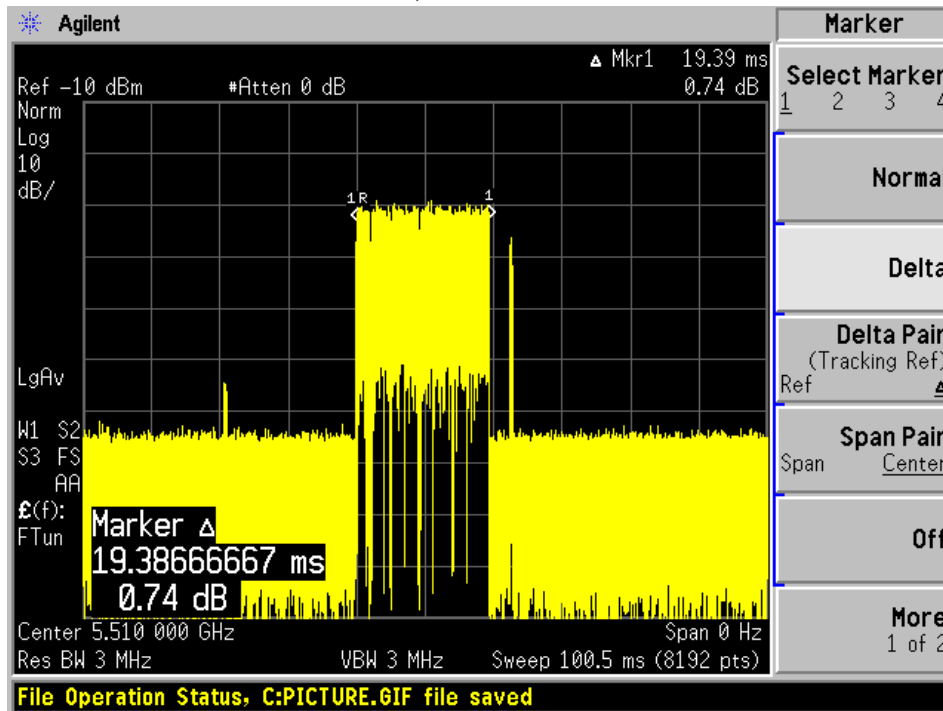 Agilent
Marker
▵ Mkr1 19.39 ms
Ref -10 dBm #Atten 0 dB 0.74 dB
Norm
Log
10
dB/
1R
1
LgAv
W1 S2
S3 FS
AA
£(f):
FTun
Marker ▵
19.38666667 ms
0.74 dB
Center 5.510 000 GHz Span 0 Hz
Res BW 3 MHz VBW 3 MHz Sweep 100.5 ms (8192 pts)
File Operation Status, C:PICTURE.GIF file saved
Select Marker
1 2 3 4
Norma
Delta
Delta Pair
(Tracking Ref)
Ref ▵
Span Pair
Span Center
Off
More
1 of 2